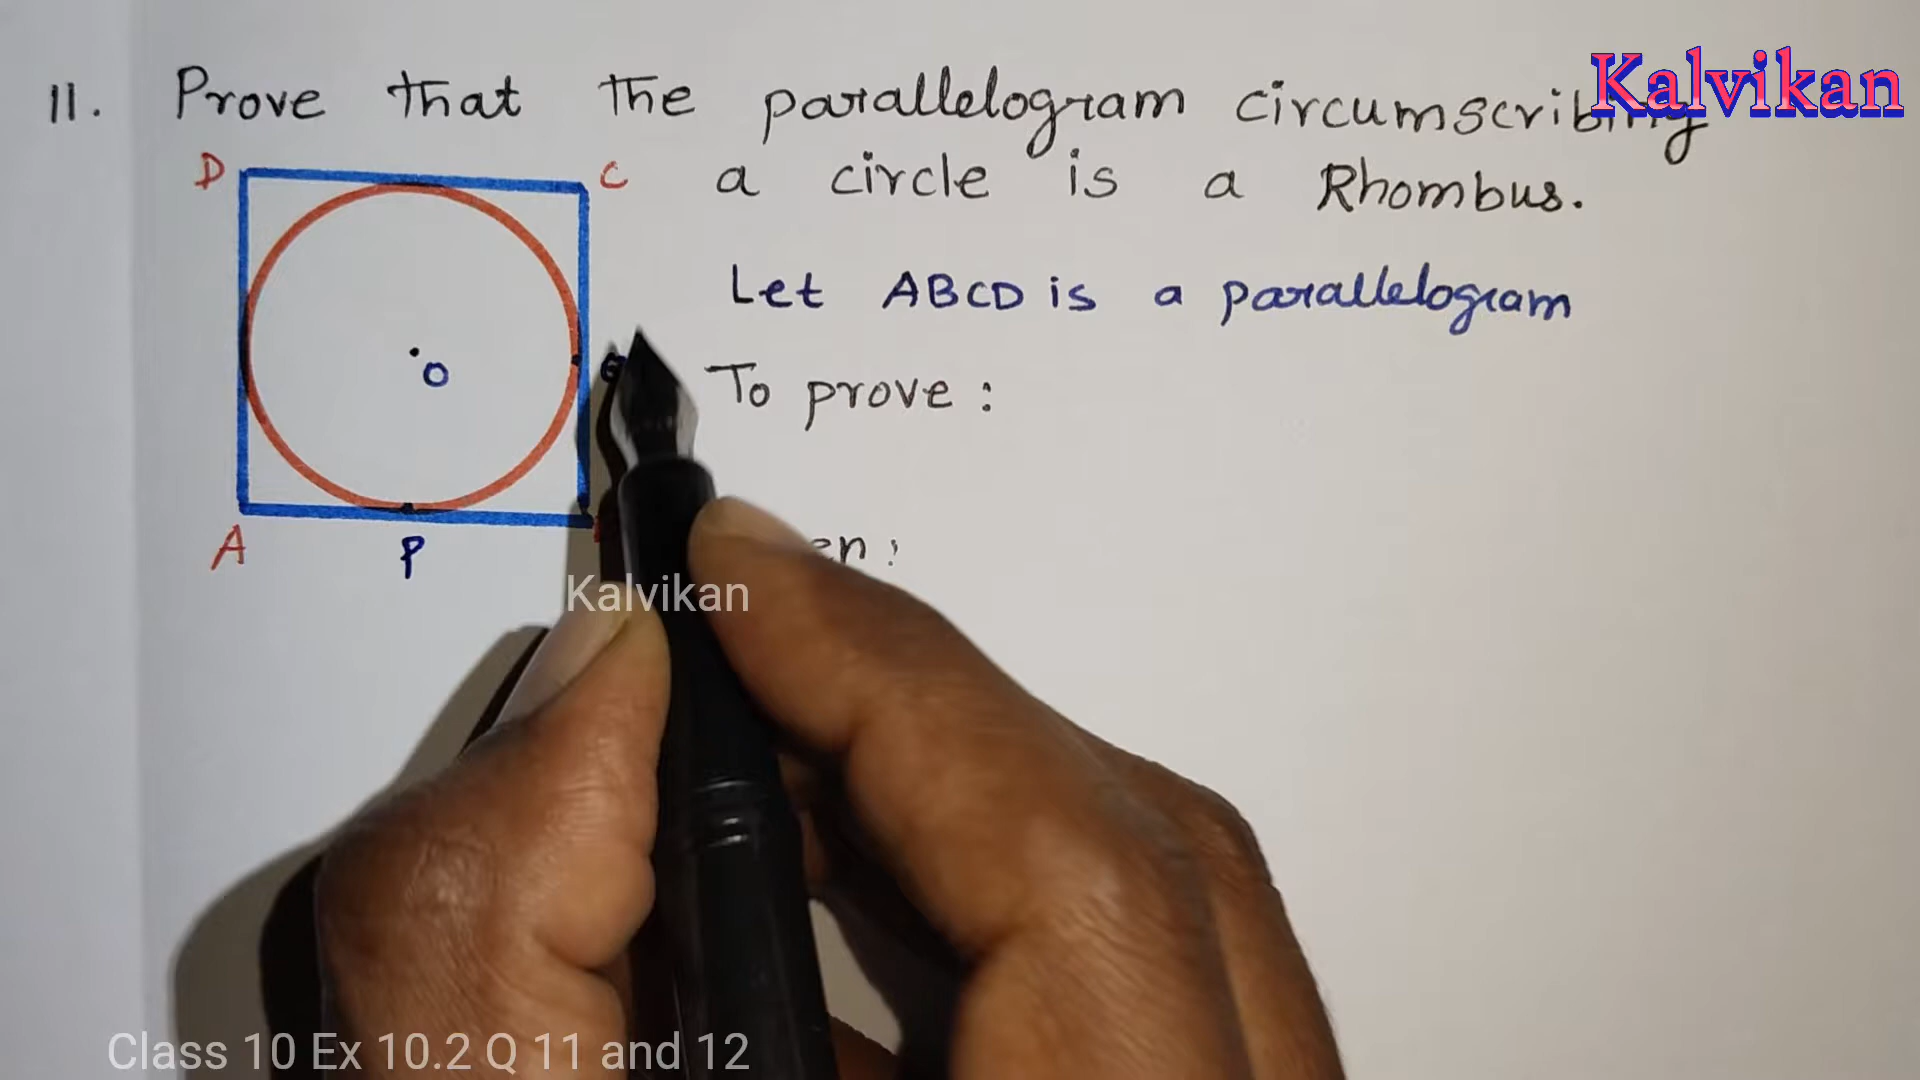 Kalvikan
11. Prove that the parallelogram circumscribing
a circle is a Rhombus.
D
C
Let ABCD is a parallelogram
O
To prove :
A
P
Kalvikan
Class 10 Ex 10.2 Q 11 and 12